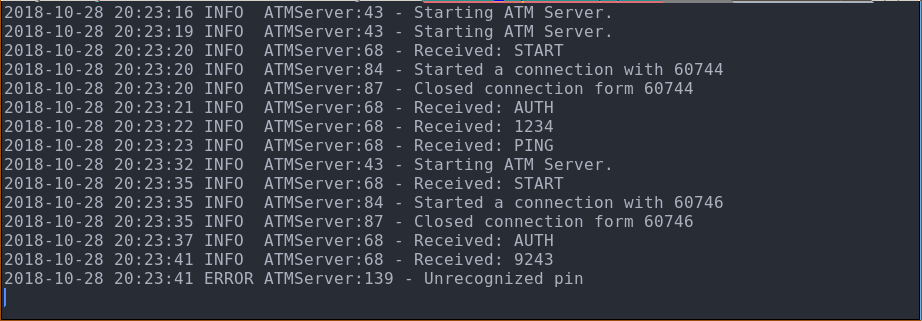 2018-10-28 20:23:16 INFO  ATMServer:43 - Starting ATM Server.
2018-10-28 20:23:19 INFO  ATMServer:43 - Starting ATM Server.
2018-10-28 20:23:20 INFO  ATMServer:68 - Received: START
2018-10-28 20:23:20 INFO  ATMServer:84 - Started a connection with 60744
2018-10-28 20:23:20 INFO  ATMServer:87 - Closed connection form 60744
2018-10-28 20:23:21 INFO  ATMServer:68 - Received: AUTH
2018-10-28 20:23:22 INFO  ATMServer:68 - Received: 1234
2018-10-28 20:23:23 INFO  ATMServer:68 - Received: PING
2018-10-28 20:23:32 INFO  ATMServer:43 - Starting ATM Server.
2018-10-28 20:23:35 INFO  ATMServer:68 - Received: START
2018-10-28 20:23:35 INFO  ATMServer:84 - Started a connection with 60746
2018-10-28 20:23:35 INFO  ATMServer:87 - Closed connection form 60746
2018-10-28 20:23:37 INFO  ATMServer:68 - Received: AUTH
2018-10-28 20:23:41 INFO  ATMServer:68 - Received: 9243
2018-10-28 20:23:41 ERROR ATMServer:139 - Unrecognized pin